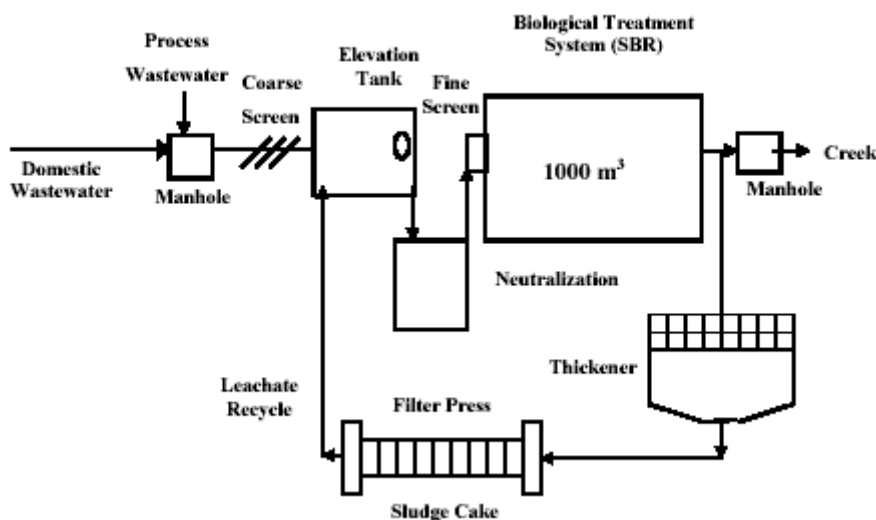 Process
Wastewater
Domestic
Wastewater
Manhole
Coarse
Screen
Elevation
Tank
Fine
Screen
Biological Treatment
System (SBR)
1000 m³
Creek
Manhole
Neutralization
Thickener
Leachate
Recycle
Filter Press
Sludge Cake